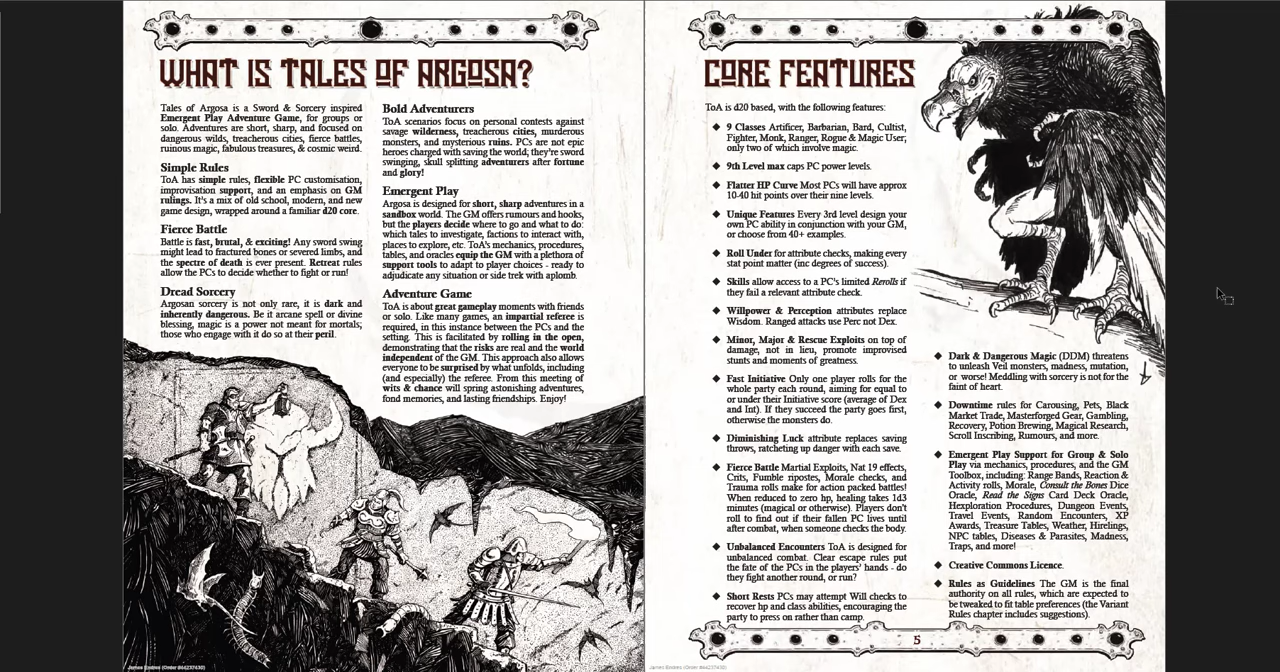 WHAT IS TALES OF ARGOSA?
Tales of Argosa is a Sword & Sorcery inspired
Emergent Play Adventure Game, for groups or
solo. Adventures are short, sharp, and focused on
dangerous wilds, treacherous cities, fierce battles,
ruinous magic, fabulous treasures, & cosmic weird.
Simple Rules
ToA has simple rules, flexible PC customisation,
improvisation support, and an emphasis on GM
rulings. It's a mix of old school, modern, and new
game design, wrapped around a familiar d20 core.
Fierce Battle
Battle is fast, brutal, & exciting! Any sword swing
might lead to fractured bones or severed limbs, and
the spectre of death is ever present. Retreat rules
allow the PCs to decide whether to fight or run!
Dread Sorcery
Argosan sorcery is not only rare, it is dark and
inherently dangerous. Be it arcane spell or divine
blessing, magic is a power not meant for mortals;
those who engage with it do so at their peril.
Bold Adventurers
ToA scenarios focus on personal contests against
savage wilderness, treacherous cities, murderous
monsters, and mysterious ruins. PCs are not epic
heroes charged with saving the world; they're sword
swinging, skull splitting adventurers after fortune
and glory!
Emergent Play
Argosa is designed for short, sharp adventures in a
sandbox world. The GM offers rumours and hooks,
but the players decide where to go and what to do:
which tales to investigate, factions to interact with,
places to explore, etc. ToA's mechanics, procedures,
tables, and oracles equip the GM with a plethora of
support tools to adapt to player choices - ready to
adjudicate any situation or side trek with aplomb.
Adventure Game
ToA is about great gameplay moments with friends
or solo. Like many games, an impartial referee is
required, in this instance between the PCs and the
setting. This is facilitated by rolling in the open,
demonstrating that the risks are real and the world
independent of the GM. This approach also allows
everyone to be surprised by what unfolds, including
(and especially) the referee. From this meeting of
wits & chance will spring astonishing adventures,
fond memories, and lasting friendships. Enjoy!
James Endres (Order #44237430)
CORE FEATURES
ToA is d20 based, with the following features:
◆ 9 Classes Artificer, Barbarian, Bard, Cultist,
Fighter, Monk, Ranger, Rogue & Magic User;
only two of which involve magic.
◆ 9th Level max caps PC power levels.
◆ Flatter HP Curve Most PCs will have approx
10-40 hit points over their nine levels.
◆ Unique Features Every 3rd level design your
own PC ability in conjunction with your GM,
or choose from 40+ examples.
◆ Roll Under for attribute checks, making every
stat point matter (inc degrees of success).
◆ Skills allow access to a PC's limited Rerolls if
they fail a relevant attribute check.
◆ Willpower & Perception attributes replace
Wisdom. Ranged attacks use Perc not Dex.
◆ Minor, Major & Rescue Exploits on top of
damage, not in lieu, promote improvised
stunts and moments of greatness.
◆ Fast Initiative Only one player rolls for the
whole party each round, aiming for equal to
or under their Initiative score (average of Dex
and Int). If they succeed the party goes first,
otherwise the monsters do.
◆ Diminishing Luck attribute replaces saving
throws, ratcheting up danger with each save.
◆ Fierce Battle Martial Exploits, Nat 19 effects,
Crits, Fumble ripostes, Morale checks, and
Trauma rolls make for action packed battles!
When reduced to zero hp, healing takes 1d3
minutes (magical or otherwise). Players don't
roll to find out if their fallen PC lives until
after combat, when someone checks the body.
◆ Unbalanced Encounters ToA is designed for
unbalanced combat. Clear escape rules put
the fate of the PCs in the players' hands - do
they fight another round, or run?
◆ Short Rests PCs may attempt Will checks to
recover hp and class abilities, encouraging the
party to press on rather than camp.
◆ Dark & Dangerous Magic (DDM) threatens
to unleash Veil monsters, madness, mutation,
or worse! Meddling with sorcery is not for the
faint of heart.
◆ Downtime rules for Carousing, Pets, Black
Market Trade, Masterforged Gear, Gambling,
Recovery, Potion Brewing, Magical Research,
Scroll Inscribing, Rumours, and more.
◆ Emergent Play Support for Group & Solo
Play via mechanics, procedures, and the GM
Toolbox, including: Range Bands, Reaction &
Activity rolls, Morale, Consult the Bones Dice
Oracle, Read the Signs Card Deck Oracle,
Hexploration Procedures, Dungeon Events,
Travel Events, Random Encounters, XP
Awards, Treasure Tables, Weather, Hirelings,
NPC tables, Diseases & Parasites, Madness,
Traps, and more!
◆ Creative Commons Licence.
◆ Rules as Guidelines The GM is the final
authority on all rules, which are expected to
be tweaked to fit table preferences (the Variant
Rules chapter includes suggestions).
5